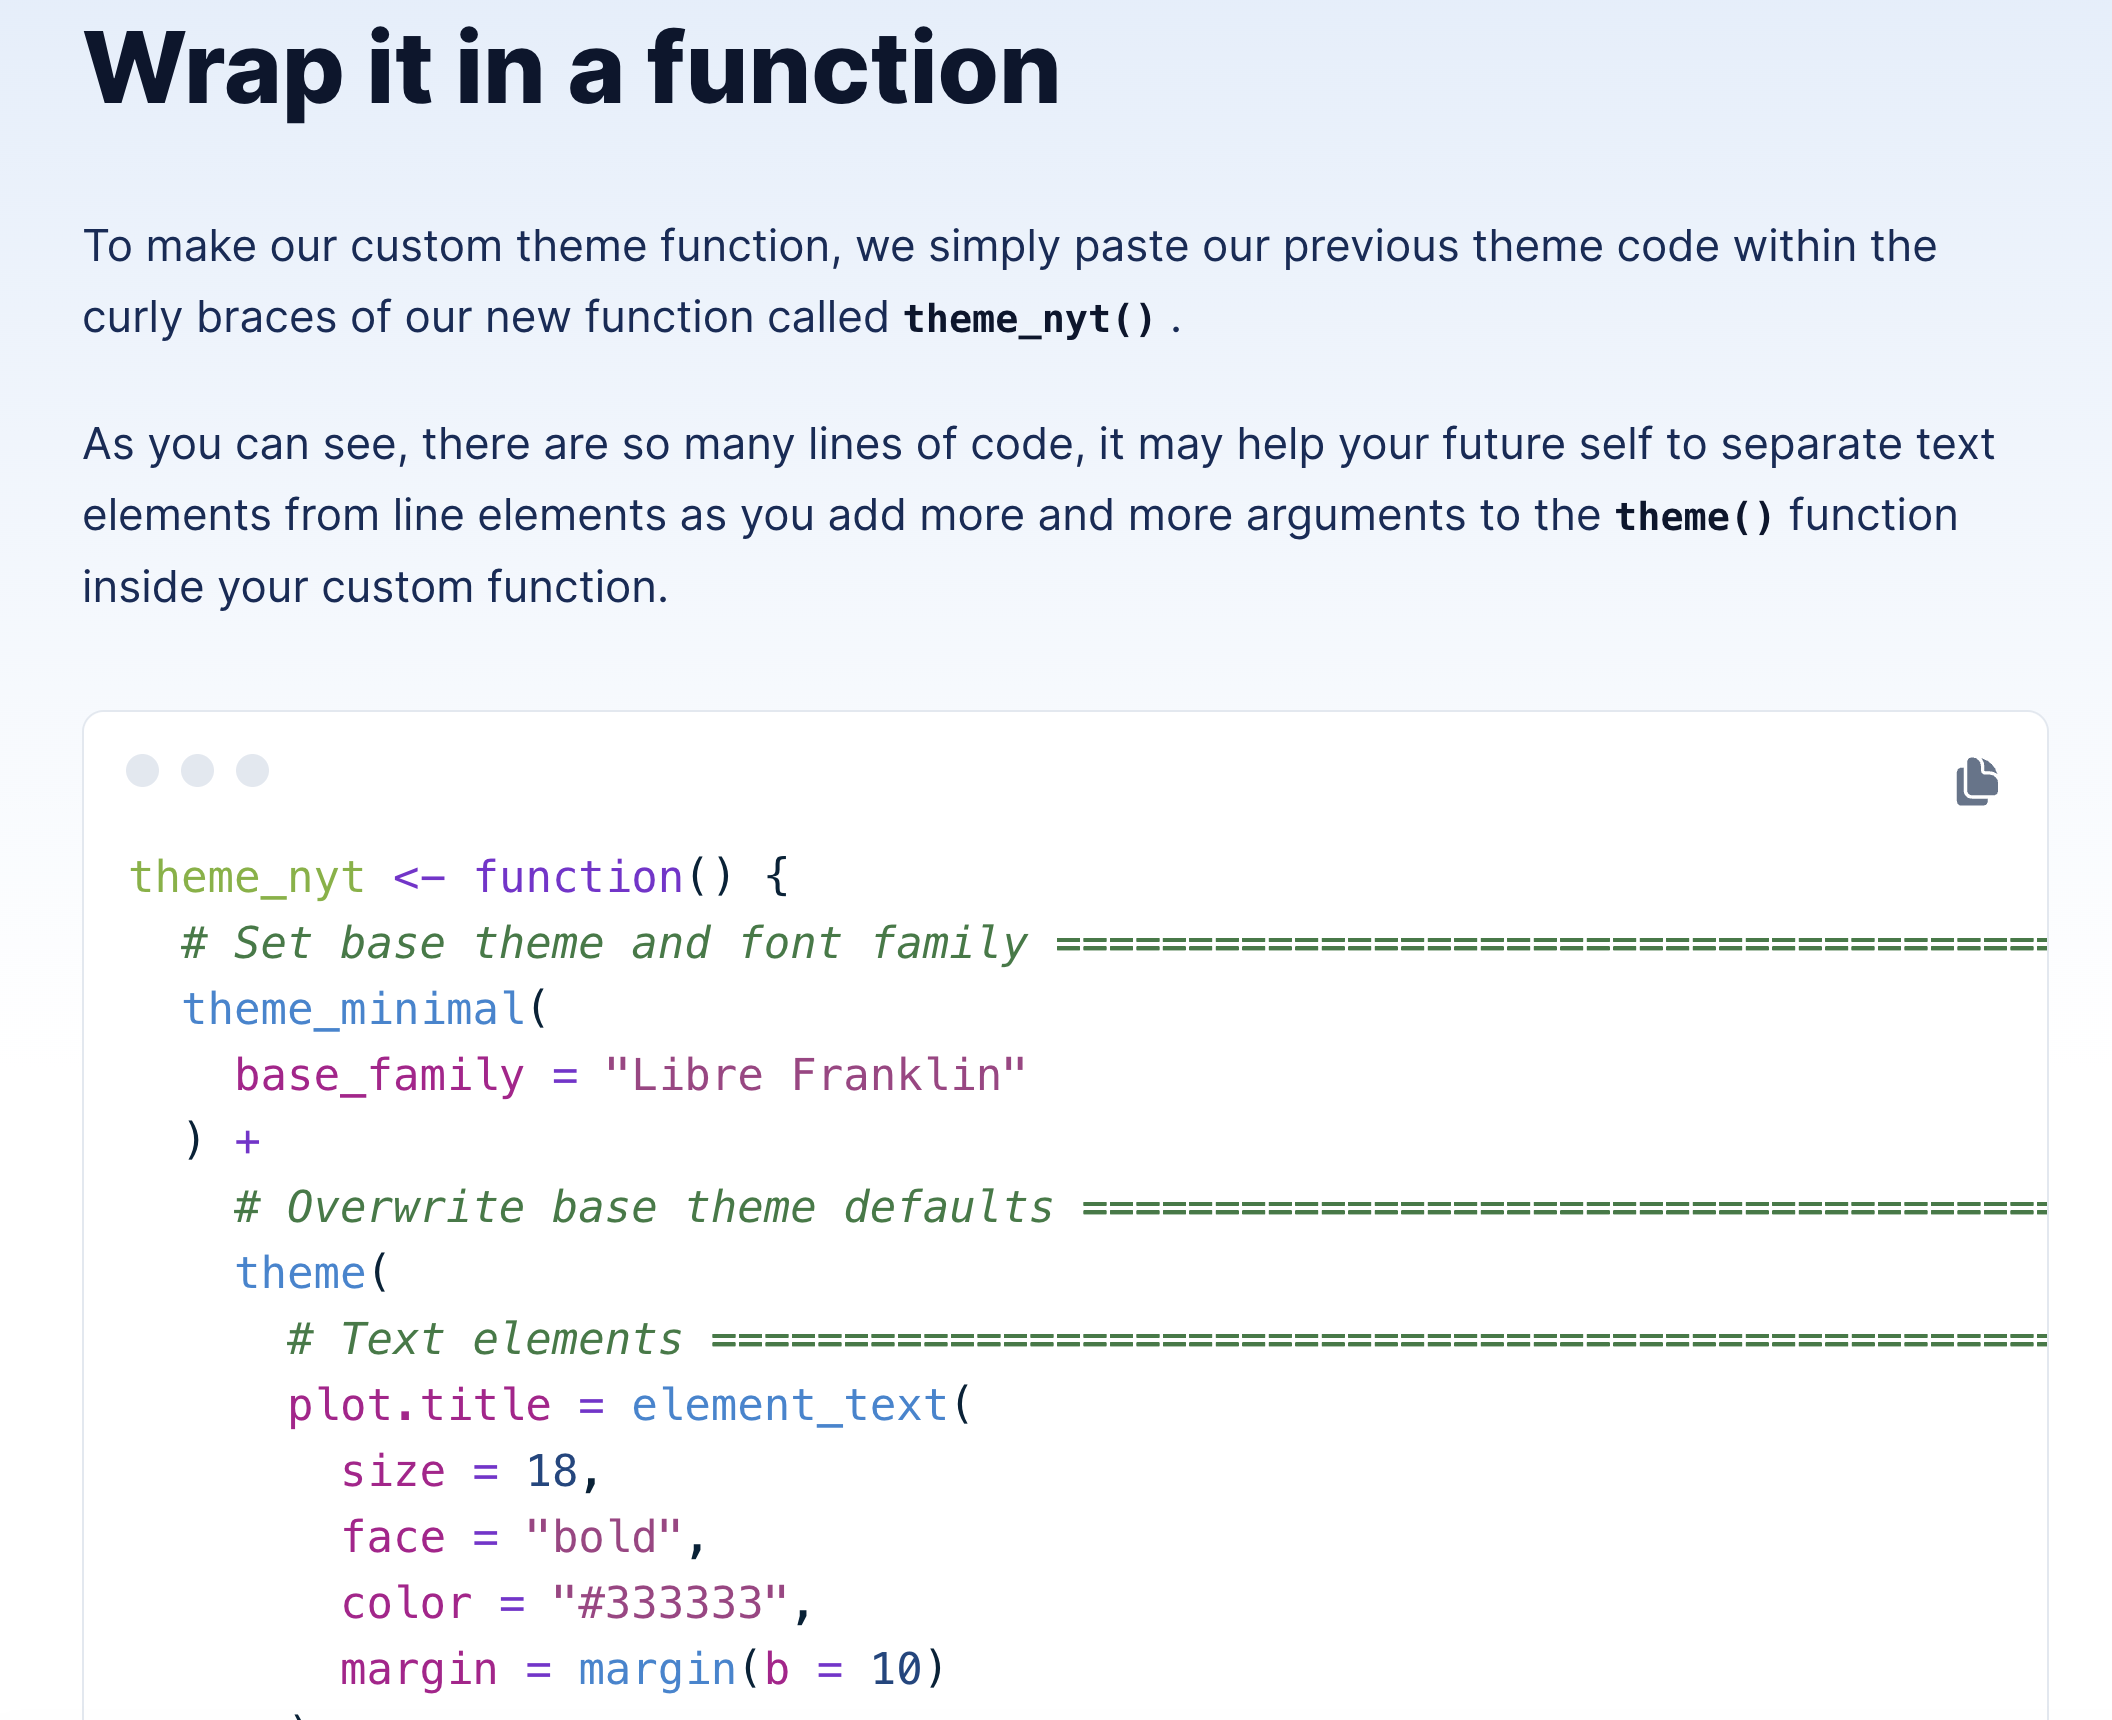 Wrap it in a function
To make our custom theme function, we simply paste our previous theme code within the
curly braces of our new function called theme_nyt() .
As you can see, there are so many lines of code, it may help your future self to separate text
elements from line elements as you add more and more arguments to the theme() function
inside your custom function.
theme_nyt <- function() {
  # Set base theme and font family ======================================
  theme_minimal(
    base_family = "Libre Franklin"
  ) +
    # Overwrite base theme defaults =====================================
    theme(
      # Text elements ===================================================
      plot.title = element_text(
        size = 18,
        face = "bold",
        color = "#333333",
        margin = margin(b = 10)
      )